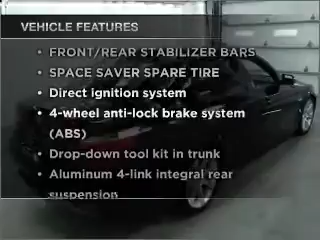 VEHICLE FEATURES
• FRONT/REAR STABILIZER BARS
• SPACE SAVER SPARE TIRE
• Direct ignition system
• 4-wheel anti-lock brake system
(ABS)
• Drop-down tool kit in trunk
• Aluminum 4-link integral rear
suspension